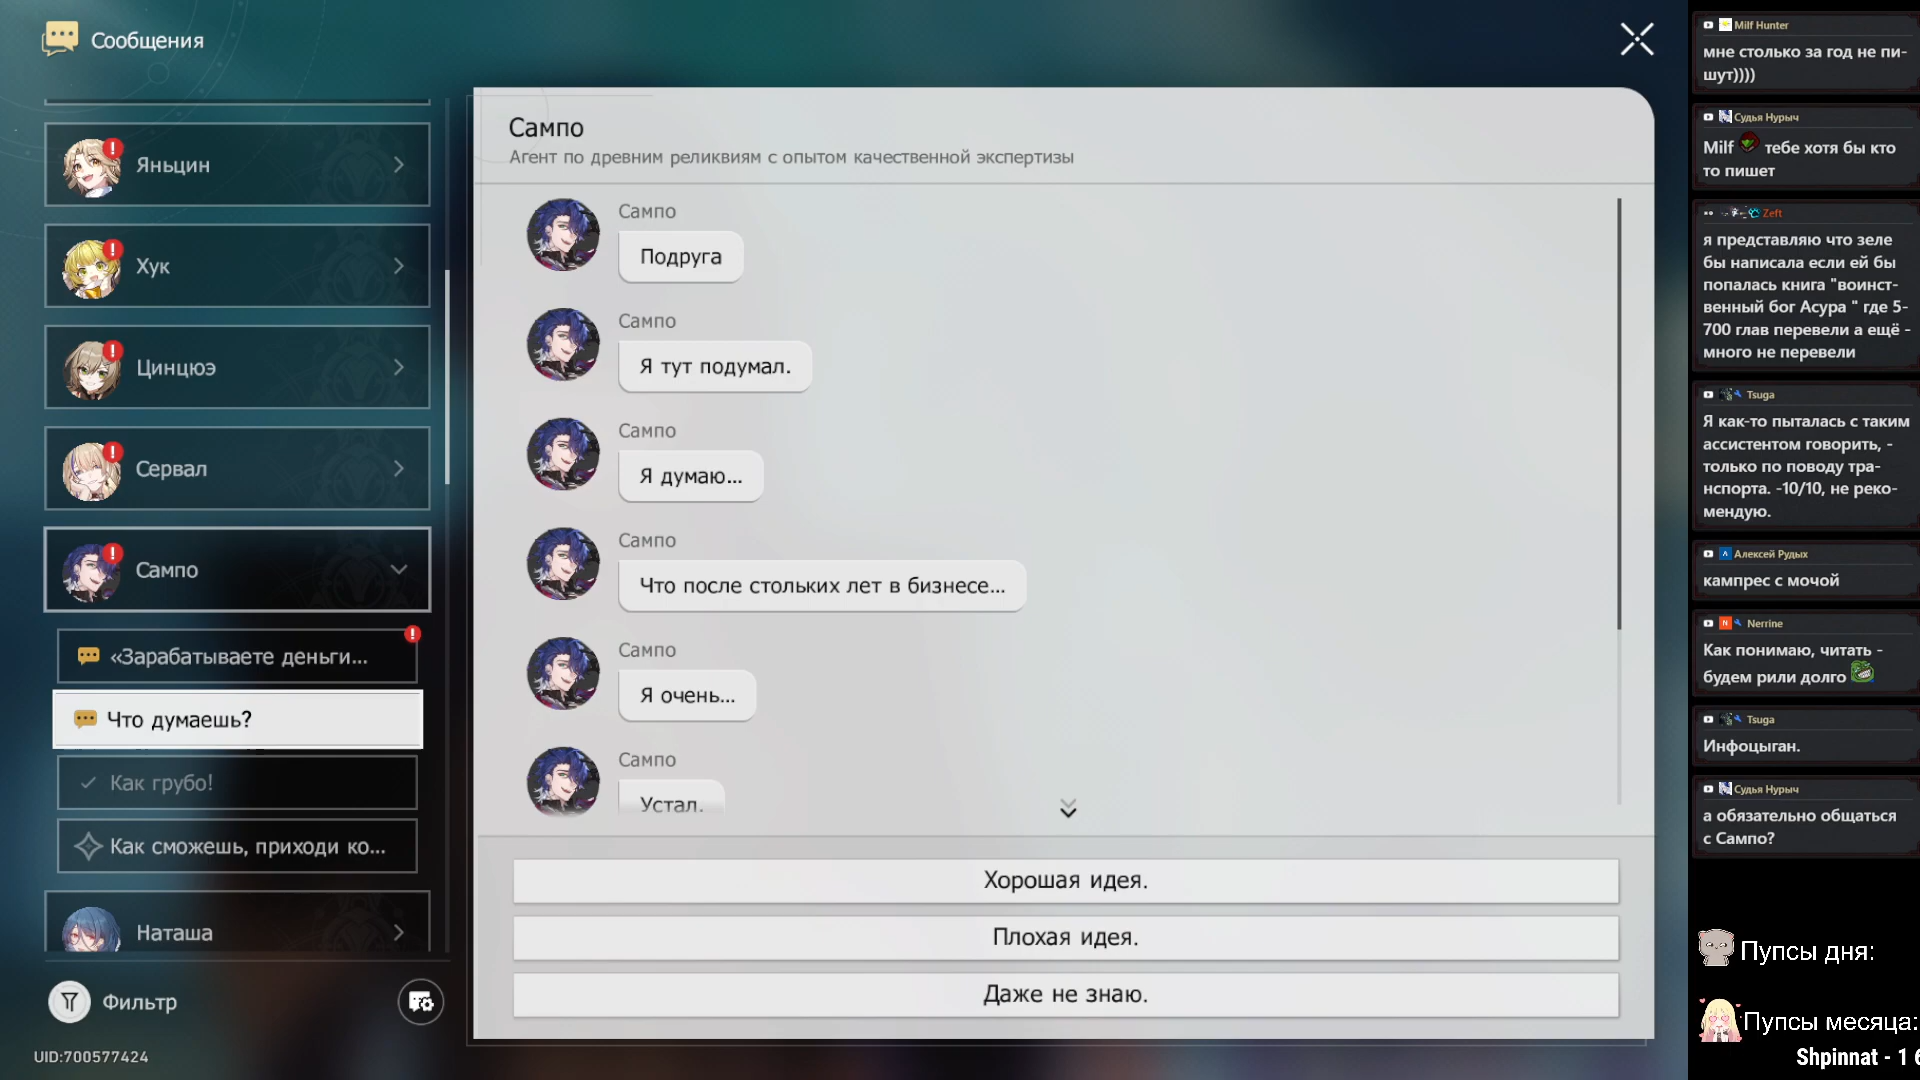 Сообщения
Яньцин
Хук
Цинцюэ
Сервал
Сампо
«Зарабатываете деньги...
Что думаешь?
Как грубо!
Как сможешь, приходи ко...
Наташа
Фильтр
UID:700577424
Сампо
Агент по древним реликвиям с опытом качественной экспертизы
Сампо
Подруга
Сампо
Я тут подумал.
Сампо
Я думаю...
Сампо
Что после стольких лет в бизнесе...
Сампо
Я очень...
Сампо
Устал.
Хорошая идея.
Плохая идея.
Даже не знаю.
Milf Hunter
мне столько за год не пи-
шут))))
Судья Нурыч
Milf тебе хотя бы кто
то пишет
Zeft
я представляю что зеле
бы написала если ей бы
попалась книга "воинст-
венный бог Асура " где 5-
700 глав перевели а ещё -
много не перевели
Tsuga
Я как-то пыталась с таким
ассистентом говорить, -
только по поводу тра-
нспорта. -10/10, не реко-
мендую.
Алексей Рудых
кампрес с мочой
Nerrine
Как понимаю, читать -
будем рили долго
Tsuga
Инфоцыган.
Судья Нурыч
а обязательно общаться
с Сампо?
Пупсы дня:
Пупсы месяца:
Shpinnat - 1 6